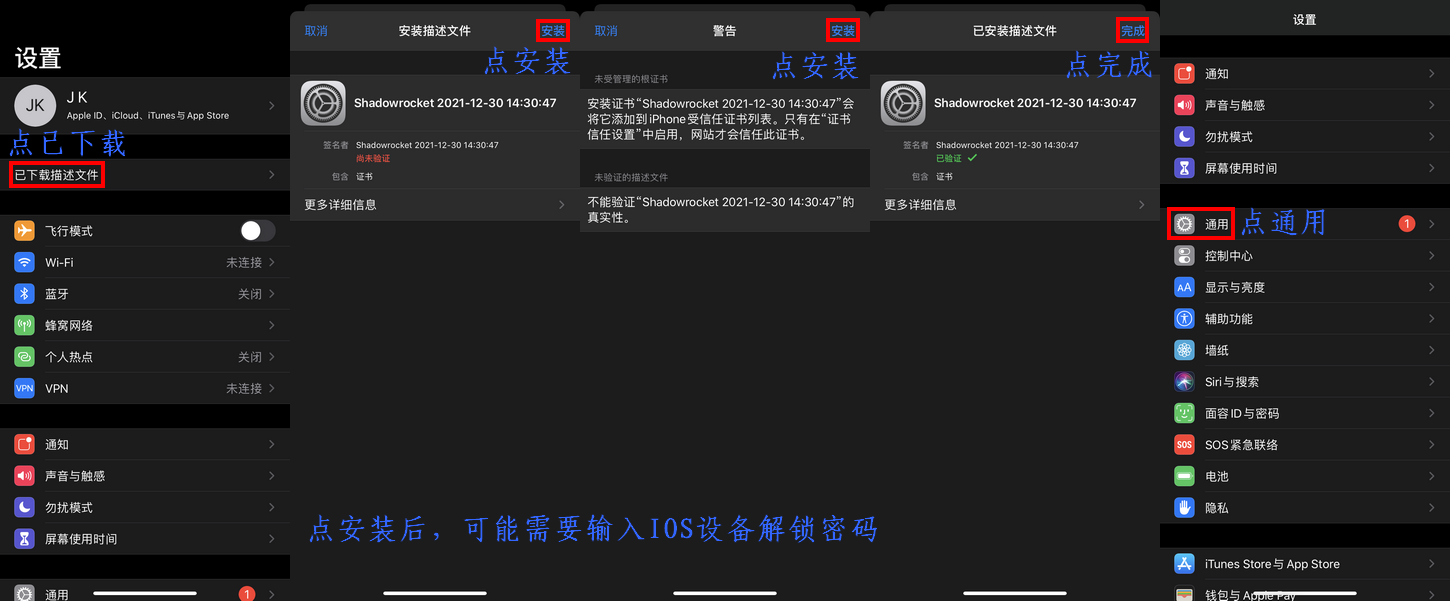 设置
JK
J K
Apple ID、iCloud、iTunes与 App Store
点已下载
已下载描述文件
飞行模式
Wi-Fi 未连接
蓝牙 关闭
蜂窝网络
个人热点 关闭
VPN VPN 未连接
通知
声音与触感
勿扰模式
屏幕使用时间
通用 1
取消 安装描述文件 安装
点安装
Shadowrocket 2021-12-30 14:30:47
签名者 Shadowrocket 2021-12-30 14:30:47
尚未验证
包含 证书
更多详细信息
取消 警告 安装
点安装
未受管理的根证书
安装证书“Shadowrocket 2021-12-30 14:30:47”会
将它添加到 iPhone 受信任证书列表。只有在“证书
信任设置”中启用，网站才会信任此证书。
未验证的描述文件
不能验证“Shadowrocket 2021-12-30 14:30:47”的
真实性。
点安装后，可能需要输入IOS设备解锁密码
已安装描述文件 完成
点完成
Shadowrocket 2021-12-30 14:30:47
签名者 Shadowrocket 2021-12-30 14:30:47
已验证
包含 证书
更多详细信息
设置
通知
声音与触感
勿扰模式
屏幕使用时间
通用 点通用 1
控制中心
AA 显示与亮度
辅助功能
墙纸
Siri与搜索
面容ID与密码
SOS SOS紧急联络
电池
隐私
iTunes Store与 App Store
钱包与 Apple Pay